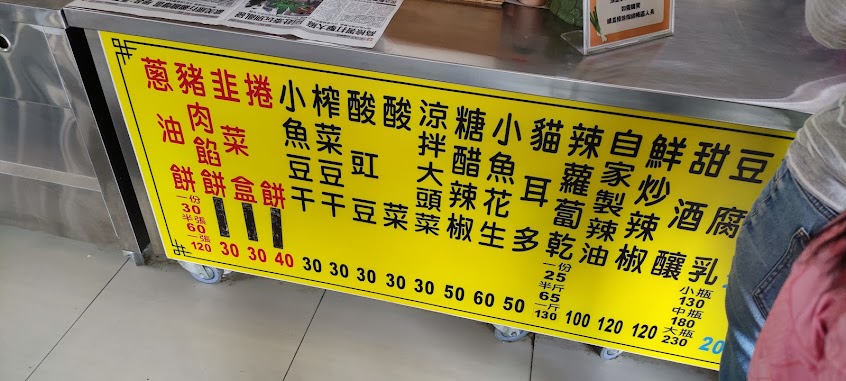 蔥油餅 一份30 半張60 一張120
豬肉餡餅 30
韭菜盒 30
捲餅 40
小魚豆干 30
榨菜豆干 30
酸豇豆 30
酸菜 30
涼拌大頭菜 30
糖醋辣椒 50
小魚花生 60
貓耳多 50
辣蘿蔔乾 一份25 半斤65 一斤130
自家製辣油 100
鮮炒辣椒 120
甜酒釀 120
豆腐乳 小瓶130 中瓶180 大瓶230
20
如需購買